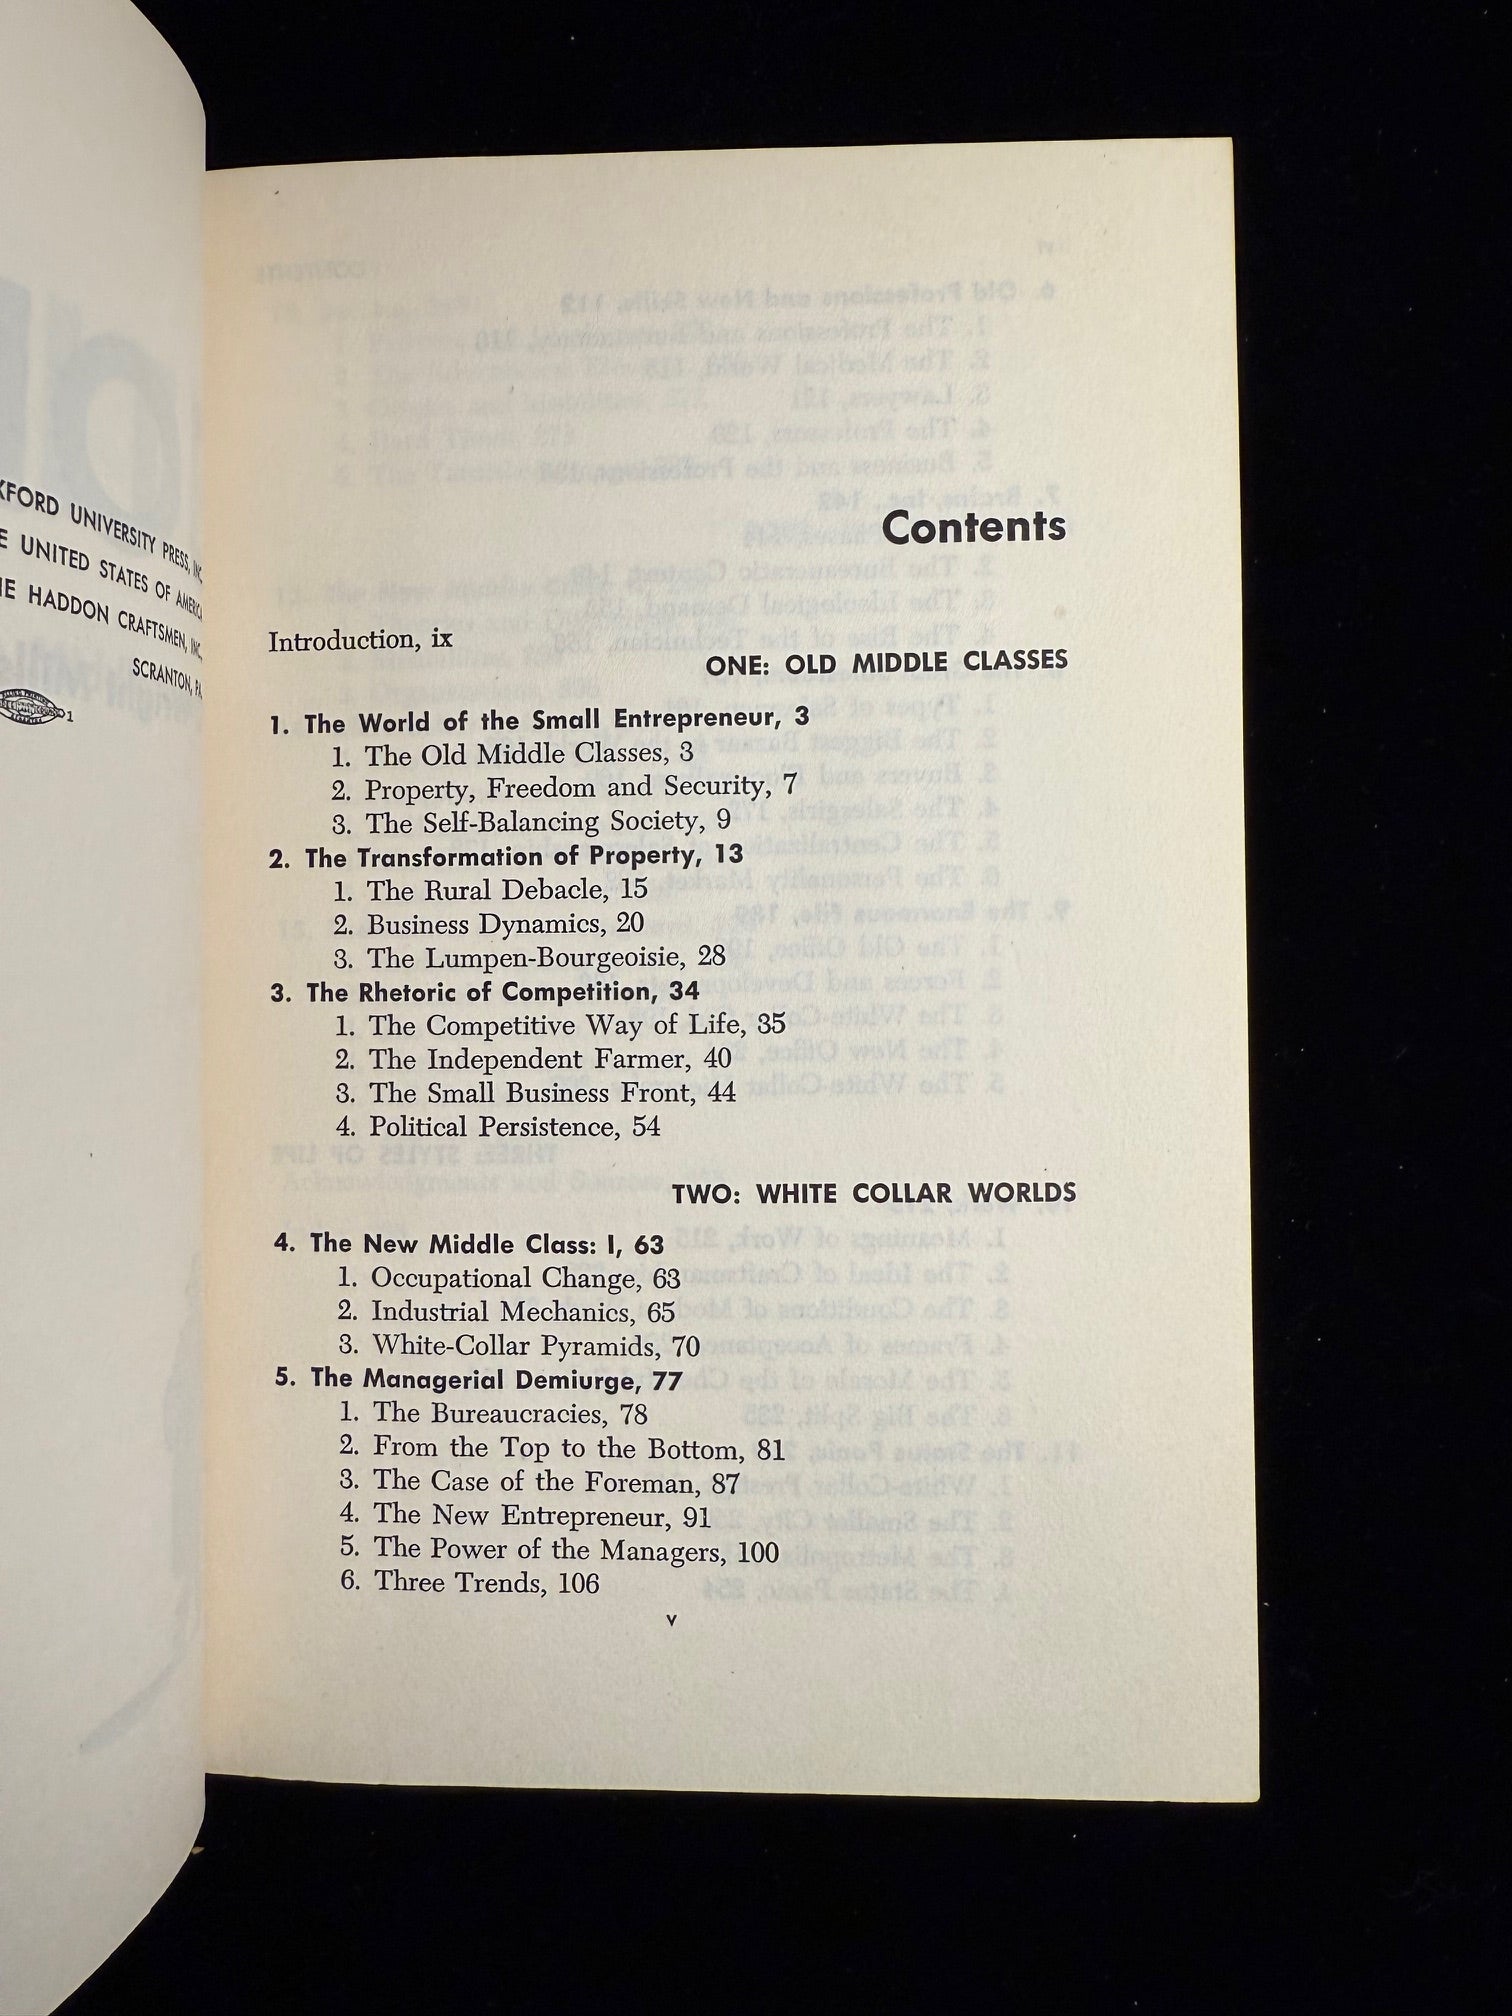 XFORD UNIVERSITY PRESS, INC.
E UNITED STATES OF AMERICA
HE HADDON CRAFTSMEN, INC.,
SCRANTON, PA.
1
Contents
Introduction, ix
ONE: OLD MIDDLE CLASSES
1. The World of the Small Entrepreneur, 3
1. The Old Middle Classes, 3
2. Property, Freedom and Security, 7
3. The Self-Balancing Society, 9
2. The Transformation of Property, 13
1. The Rural Debacle, 15
2. Business Dynamics, 20
3. The Lumpen-Bourgeoisie, 28
3. The Rhetoric of Competition, 34
1. The Competitive Way of Life, 35
2. The Independent Farmer, 40
3. The Small Business Front, 44
4. Political Persistence, 54
TWO: WHITE COLLAR WORLDS
4. The New Middle Class: I, 63
1. Occupational Change, 63
2. Industrial Mechanics, 65
3. White-Collar Pyramids, 70
5. The Managerial Demiurge, 77
1. The Bureaucracies, 78
2. From the Top to the Bottom, 81
3. The Case of the Foreman, 87
4. The New Entrepreneur, 91
5. The Power of the Managers, 100
6. Three Trends, 106
v